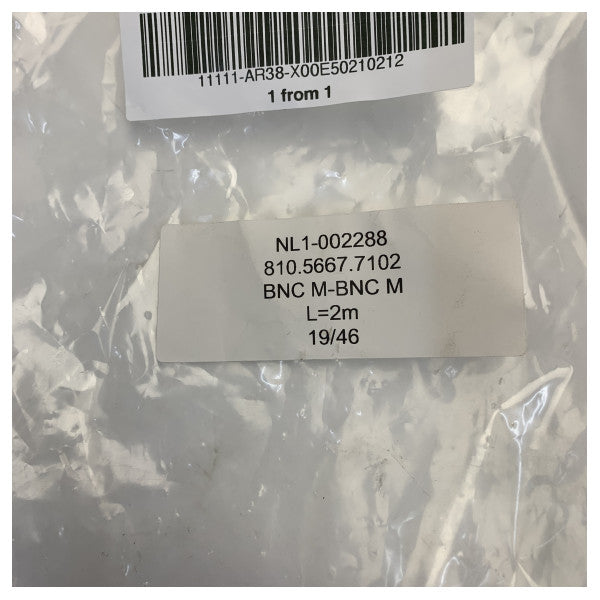 11111-AR38-X00E50210212
1 from 1
NL1-002288
810.5667.7102
BNC M-BNC M
L=2m
19/46